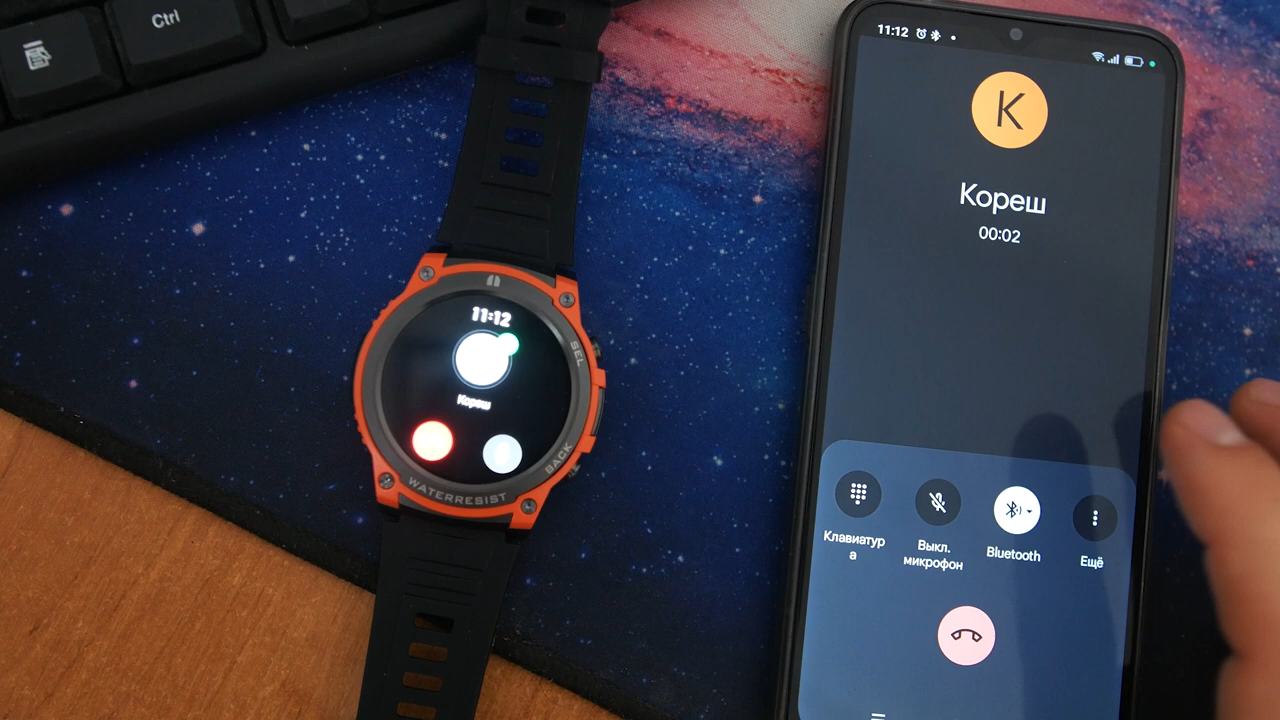 Ctrl
11:12
SEL
Кореш
BACK
WATERRESIST
11:12
K
Кореш
00:02
Клавиатур
а
Выкл.
микрофон
Bluetooth
Ещё